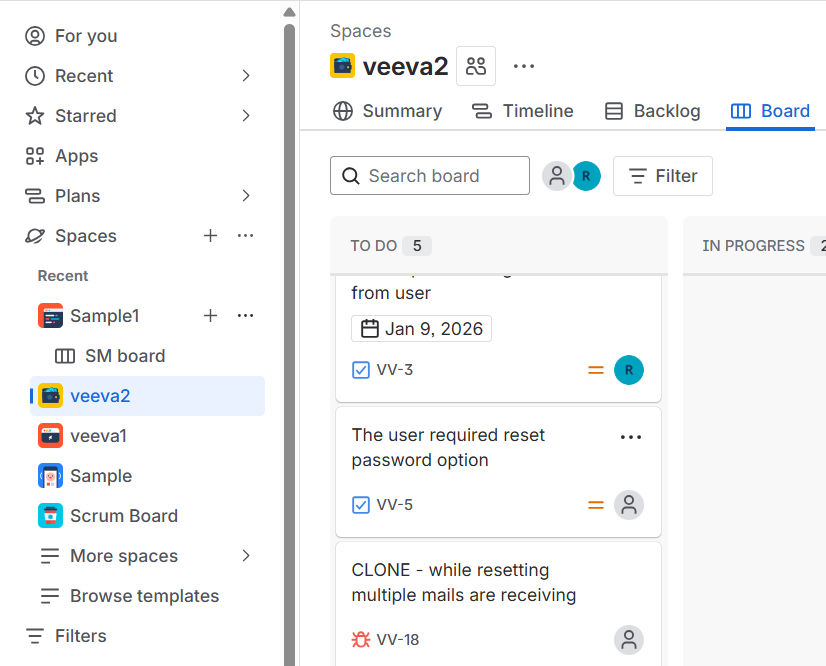 For you
Recent
Starred
Apps
Plans
Spaces
Recent
Sample1
SM board
veeva2
veeva1
Sample
Scrum Board
More spaces
Browse templates
Filters
Spaces
veeva2
Summary
Timeline
Backlog
Board
Search board
R
Filter
TO DO 5
from user
Jan 9, 2026
VV-3
R
The user required reset
password option
VV-5
CLONE - while resetting
multiple mails are receiving
VV-18
IN PROGRESS 2